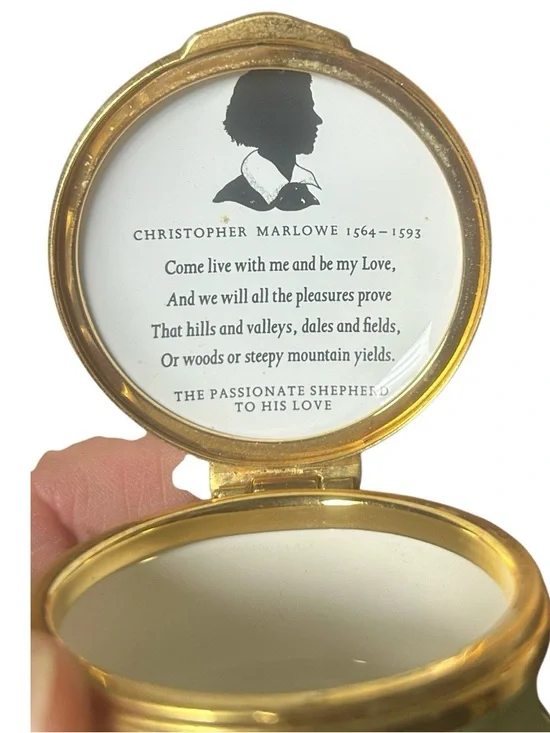 CHRISTOPHER MARLOWE 1564–1593
Come live with me and be my Love,
And we will all the pleasures prove
That hills and valleys, dales and fields,
Or woods or steepy mountain yields.
THE PASSIONATE SHEPHERD
TO HIS LOVE